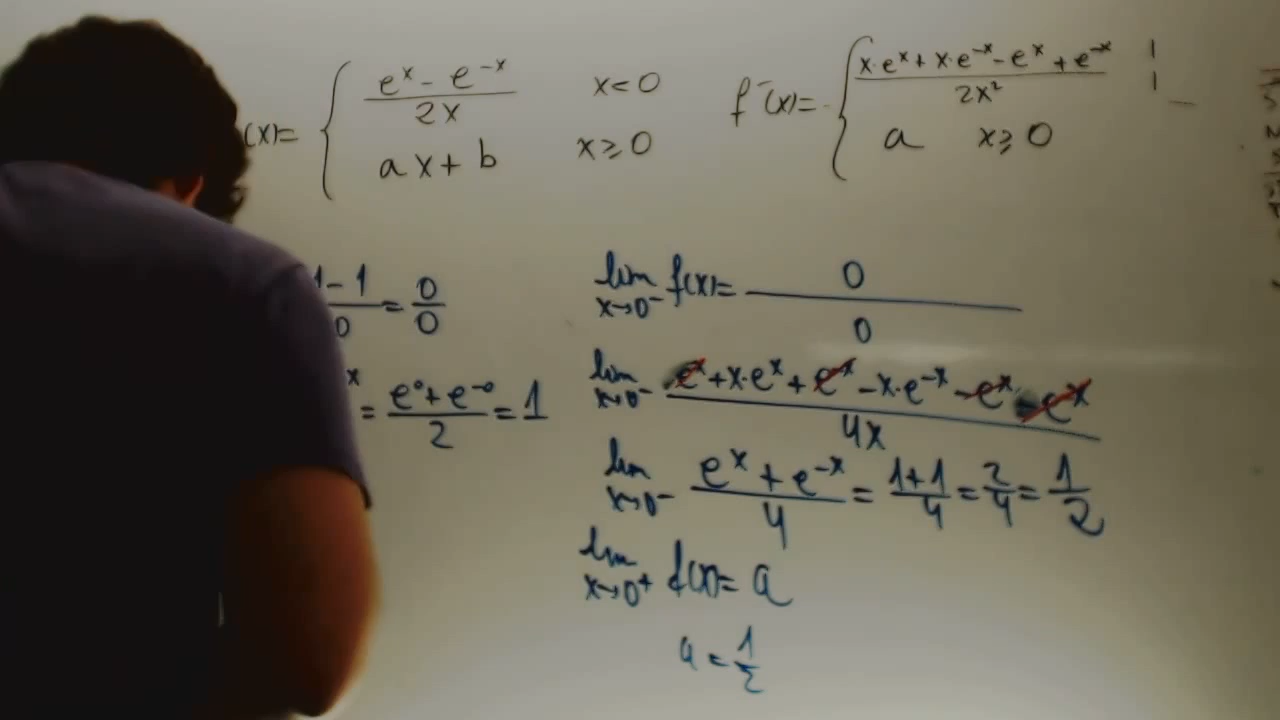 (x)= { (e^x - e^-x)/(2x) x<0
ax+b x≥0
f'(x)= { (x·e^x + x·e^-x - e^x + e^-x)/(2x²)
a x≥0
(1-1)/0 = 0/0
x = (e^0 + e^-0)/2 = 1
lim x→0^- f(x) = 0/0
lim x→0^- (e^x + x·e^x + e^-x - x·e^-x - e^x - e^-x)/(4x)
lim x→0^- (e^x + e^-x)/4 = (1+1)/4 = 2/4 = 1/2
lim x→0^+ f(x) = a
a = 1/2